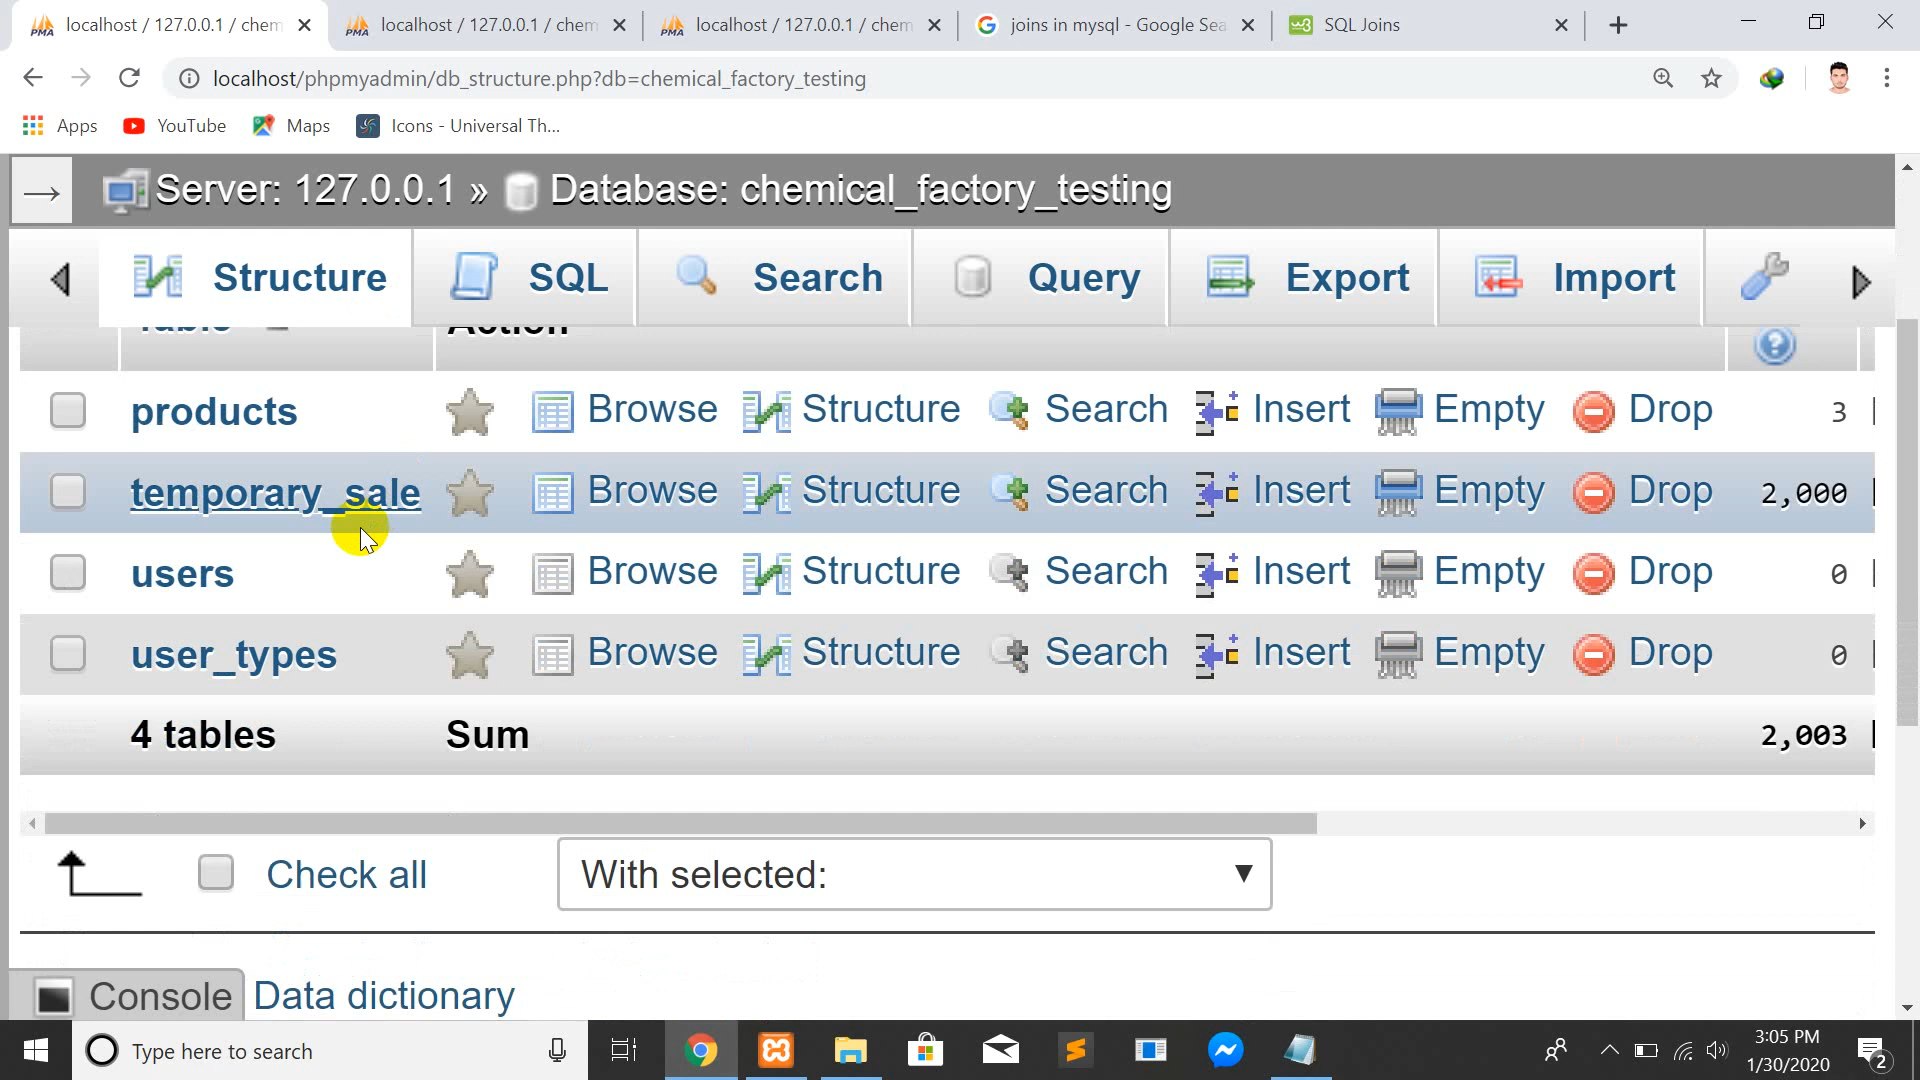 localhost / 127.0.0.1 / chem
localhost / 127.0.0.1 / chem
localhost / 127.0.0.1 / chem
joins in mysql - Google Sea
SQL Joins
localhost/phpmyadmin/db_structure.php?db=chemical_factory_testing
Apps
YouTube
Maps
Icons - Universal Th...
Server: 127.0.0.1 » Database: chemical_factory_testing
Structure
SQL
Search
Query
Export
Import
Table
Action
products Browse Structure Search Insert Empty Drop 3
temporary_sale Browse Structure Search Insert Empty Drop 2,000
users Browse Structure Search Insert Empty Drop 0
user_types Browse Structure Search Insert Empty Drop 0
4 tables Sum 2,003
Check all
With selected:
Console
Data dictionary
Type here to search
3:05 PM
1/30/2020
2